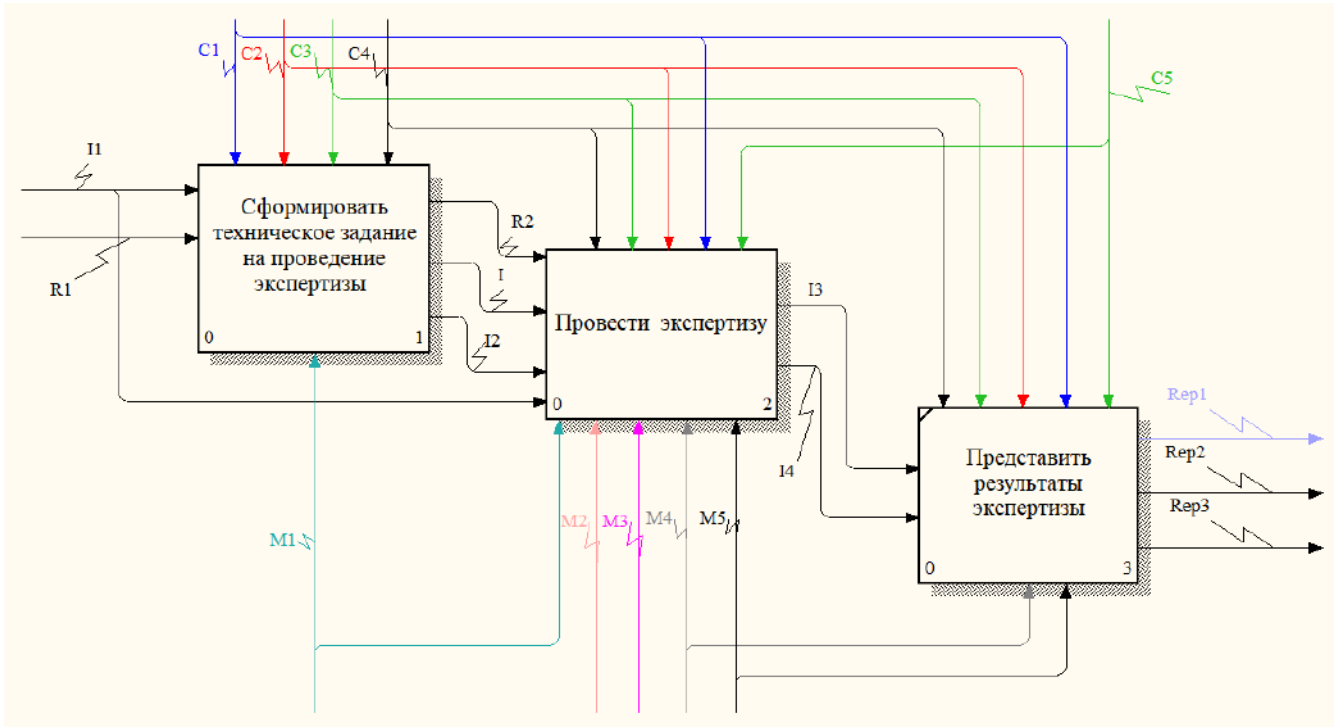 C1
C2
C3
C4
C5
I1
R1
Сформировать
техническое задание
на проведение
экспертизы
0
1
R2
I
I2
Провести экспертизу
0
2
I3
I4
M1
M2
M3
M4
M5
Представить
результаты
экспертизы
0
3
Rep1
Rep2
Rep3